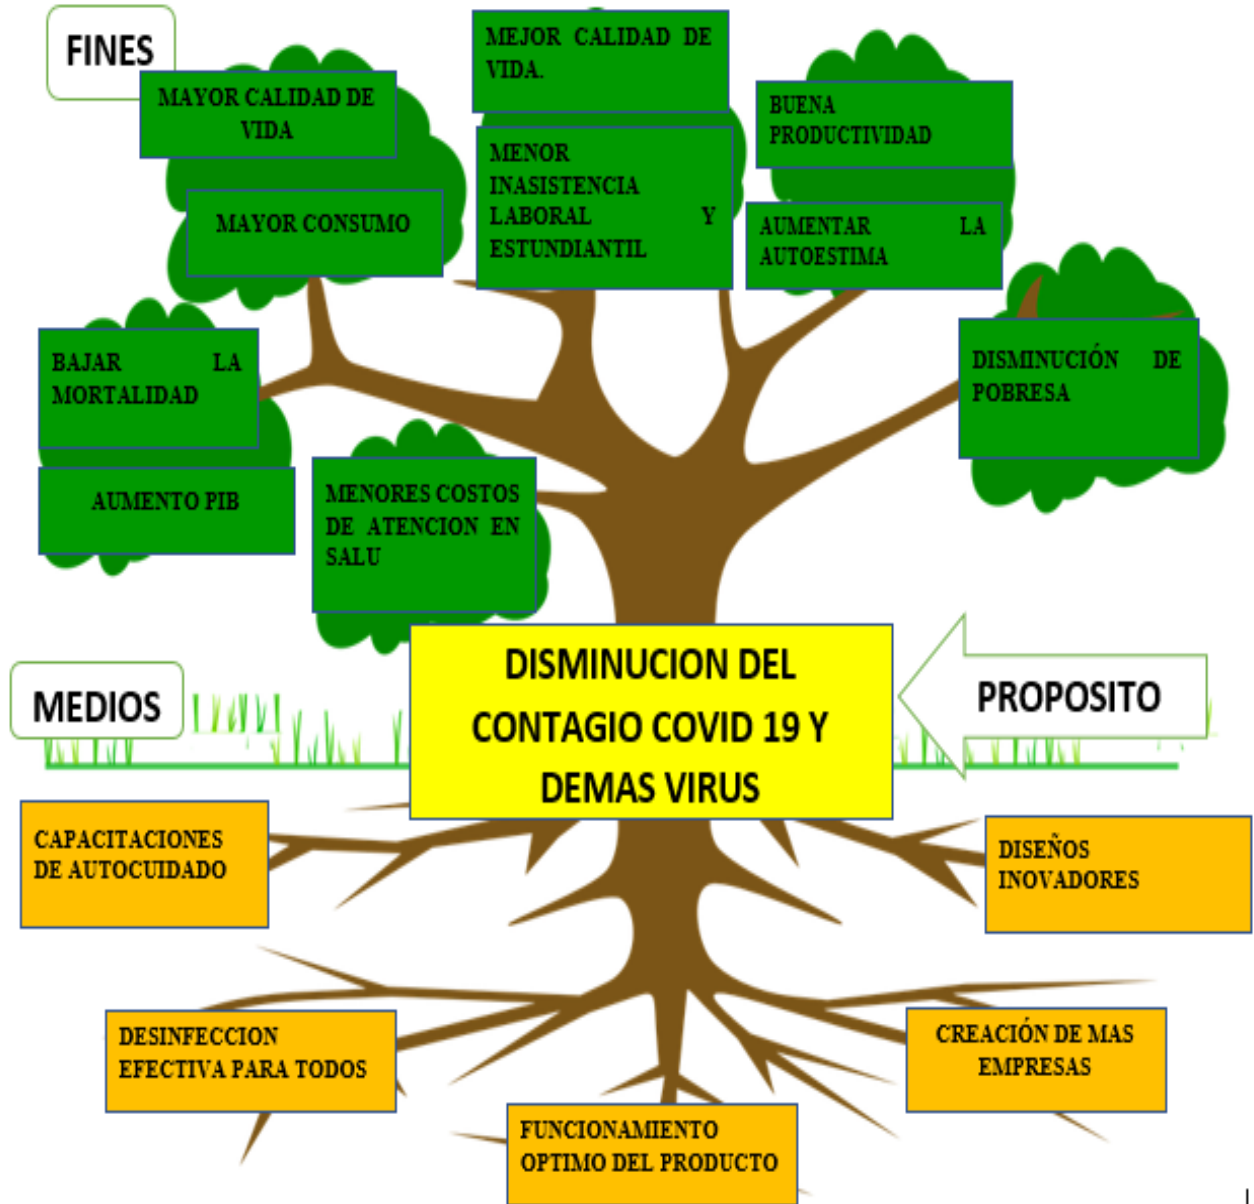 FINES
MAYOR CALIDAD DE
VIDA
MAYOR CONSUMO
MEJOR CALIDAD DE
VIDA.
MENOR
INASISTENCIA
LABORAL Y
ESTUNDIANTIL
BUENA
PRODUCTIVIDAD
AUMENTAR LA
AUTOESTIMA
BAJAR LA
MORTALIDAD
AUMENTO PIB
MENORES COSTOS
DE ATENCION EN
SALU
DISMINUCIÓN DE
POBRESA
MEDIOS
DISMINUCION DEL
CONTAGIO COVID 19 Y
DEMAS VIRUS
PROPOSITO
CAPACITACIONES
DE AUTOCUIDADO
DISEÑOS
INOVADORES
DESINFECCION
EFECTIVA PARA TODOS
CREACIÓN DE MAS
EMPRESAS
FUNCIONAMIENTO
OPTIMO DEL PRODUCTO